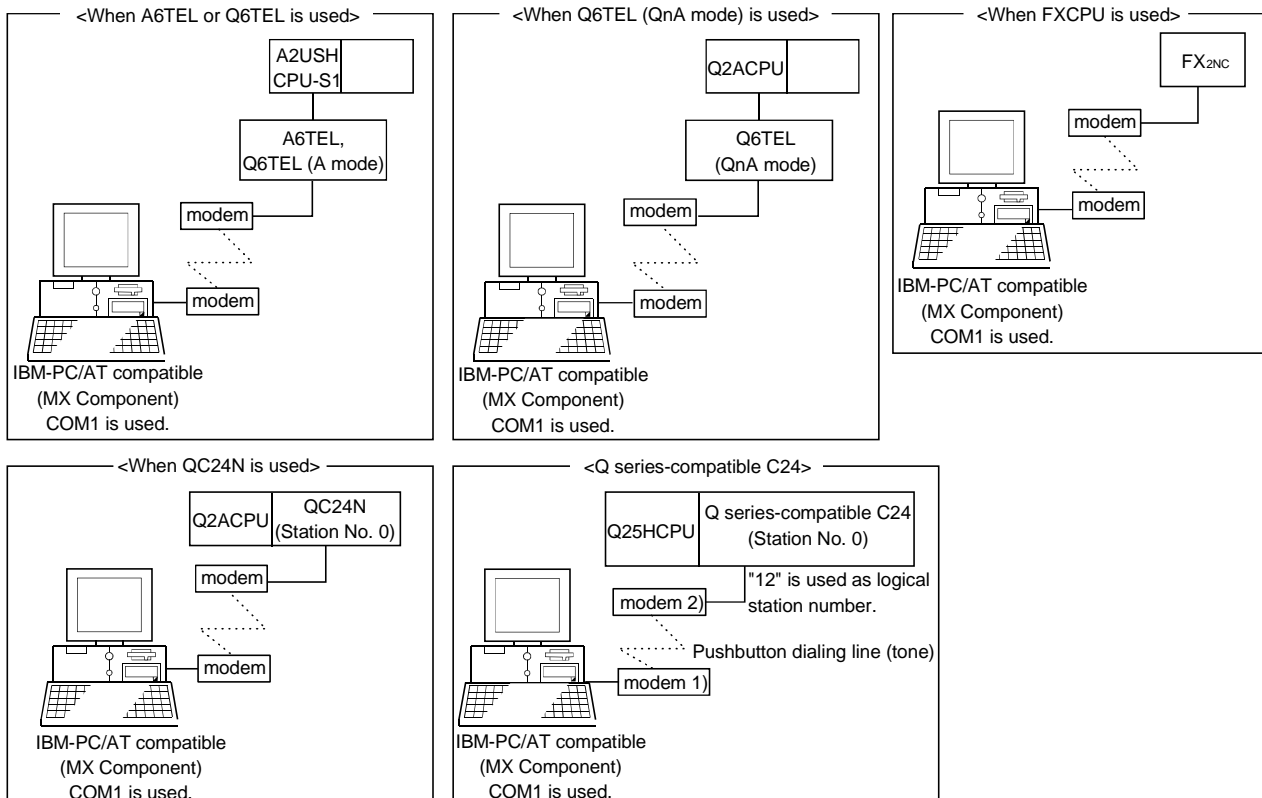 <When A6TEL or Q6TEL is used>
A2USH
CPU-S1
A6TEL,
Q6TEL (A mode)
modem
modem
IBM-PC/AT compatible
(MX Component)
COM1 is used.
<When Q6TEL (QnA mode) is used>
Q2ACPU
Q6TEL
(QnA mode)
modem
modem
IBM-PC/AT compatible
(MX Component)
COM1 is used.
<When FXCPU is used>
FX2NC
modem
modem
IBM-PC/AT compatible
(MX Component)
COM1 is used.
<When QC24N is used>
Q2ACPU
QC24N
(Station No. 0)
modem
modem
IBM-PC/AT compatible
(MX Component)
COM1 is used.
<Q series-compatible C24>
Q25HCPU
Q series-compatible C24
(Station No. 0)
"12" is used as logical
station number.
modem 2)
Pushbutton dialing line (tone)
modem 1)
IBM-PC/AT compatible
(MX Component)
COM1 is used.